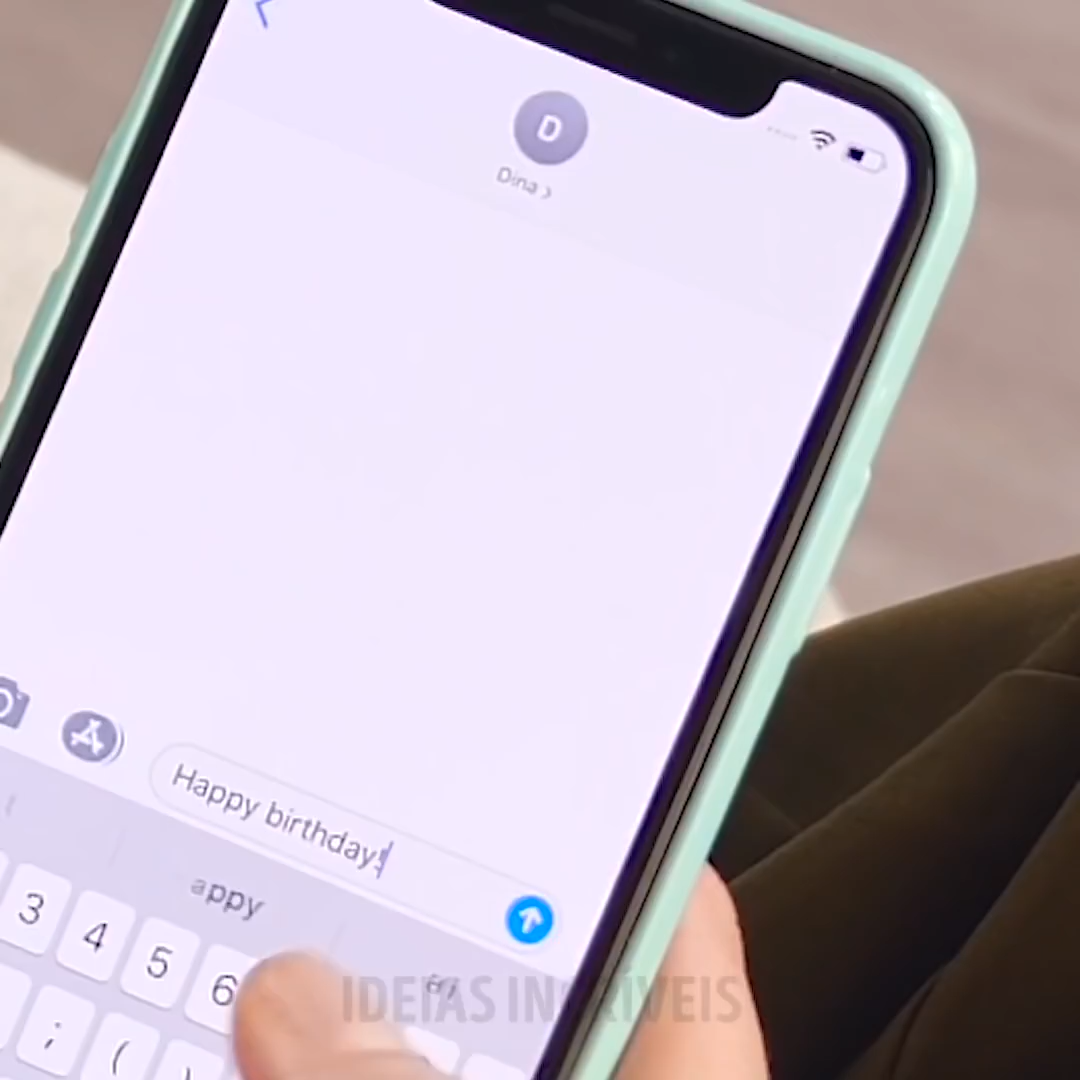 D
Dina >
Happy birthday!
appy
3 4 5 6
; ( )
IDEIAS INCRÍVEIS